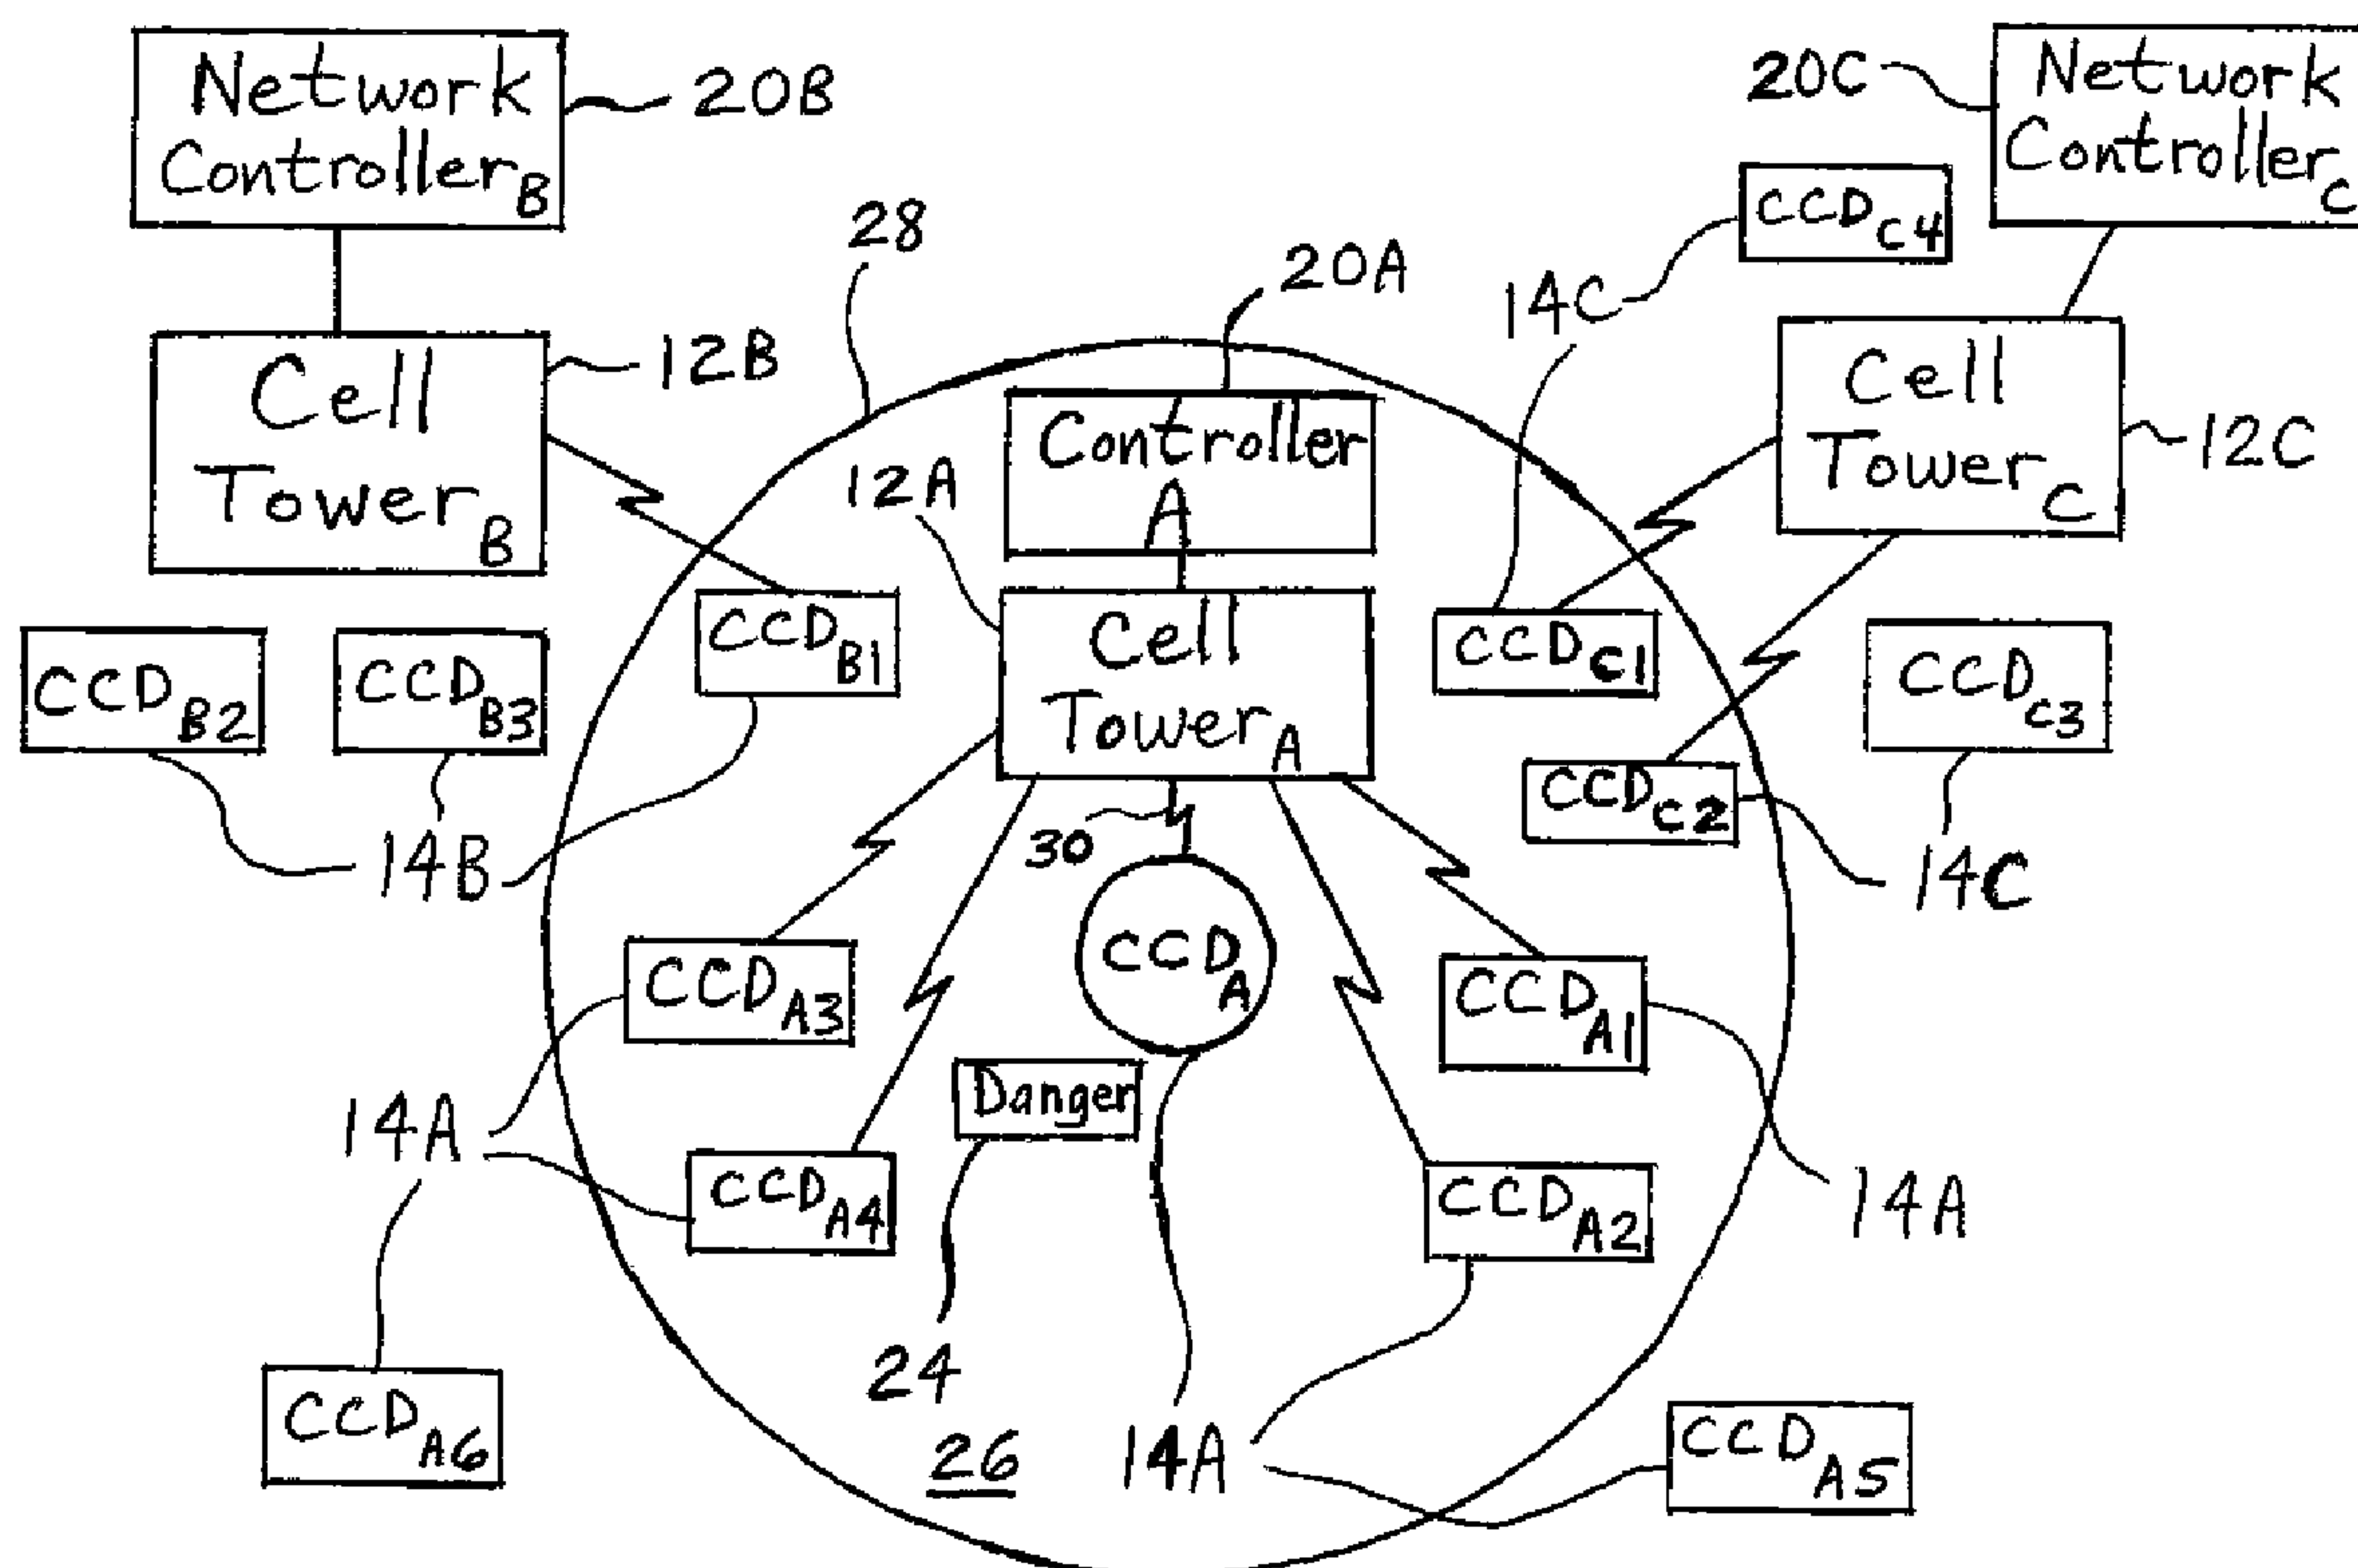 Network
Controller B
20B
20C
Network
Controller C
CCD C4
28
20A
14C
Cell
Tower B
12B
Controller
A
Cell
Tower C
12C
12A
CCD B1
Cell
Tower A
CCD C1
CCD B2
CCD B3
CCD C3
CCD C2
14B
30
14C
CCD A3
CCD A
CCD A1
Danger
14A
CCD A4
CCD A2
14A
24
26
14A
CCD A6
CCD A5